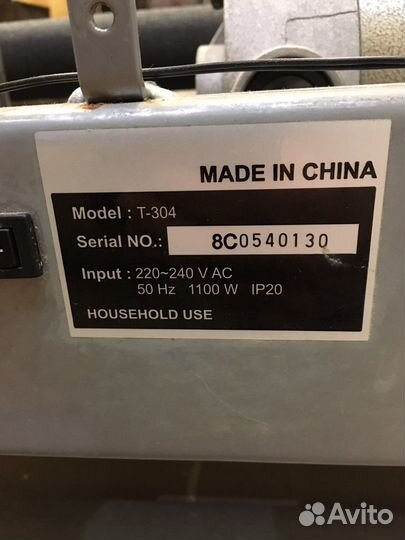 MADE IN CHINA
Model : T-304
Serial NO.: 8C0540130
Input : 220~240 V AC
50 Hz 1100 W IP20
HOUSEHOLD USE
Avito